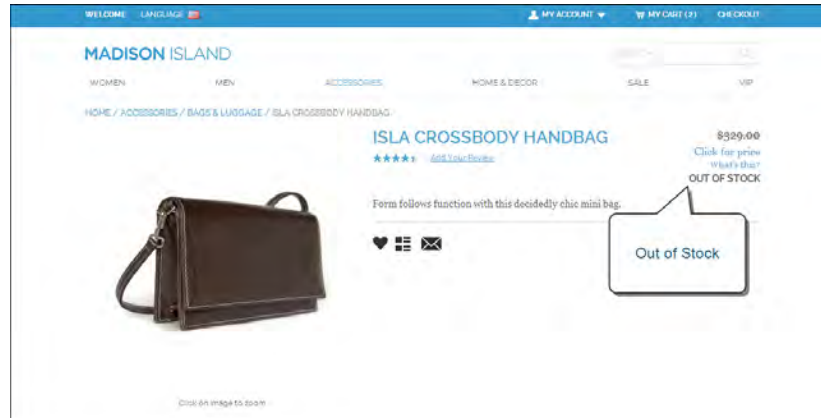 WELCOME LANGUAGE
MY ACCOUNT MY CART (2) CHECKOUT
MADISON ISLAND
WOMEN MEN ACCESSORIES HOME & DECOR SALE VIP
HOME / ACCESSORIES / BAGS & LUGGAGE / ISLA CROSSBODY HANDBAG
ISLA CROSSBODY HANDBAG
$329.00
Click for price
Add Your Review
What's this?
OUT OF STOCK
Form follows function with this decidedly chic mini bag.
Out of Stock
Click on image to zoom